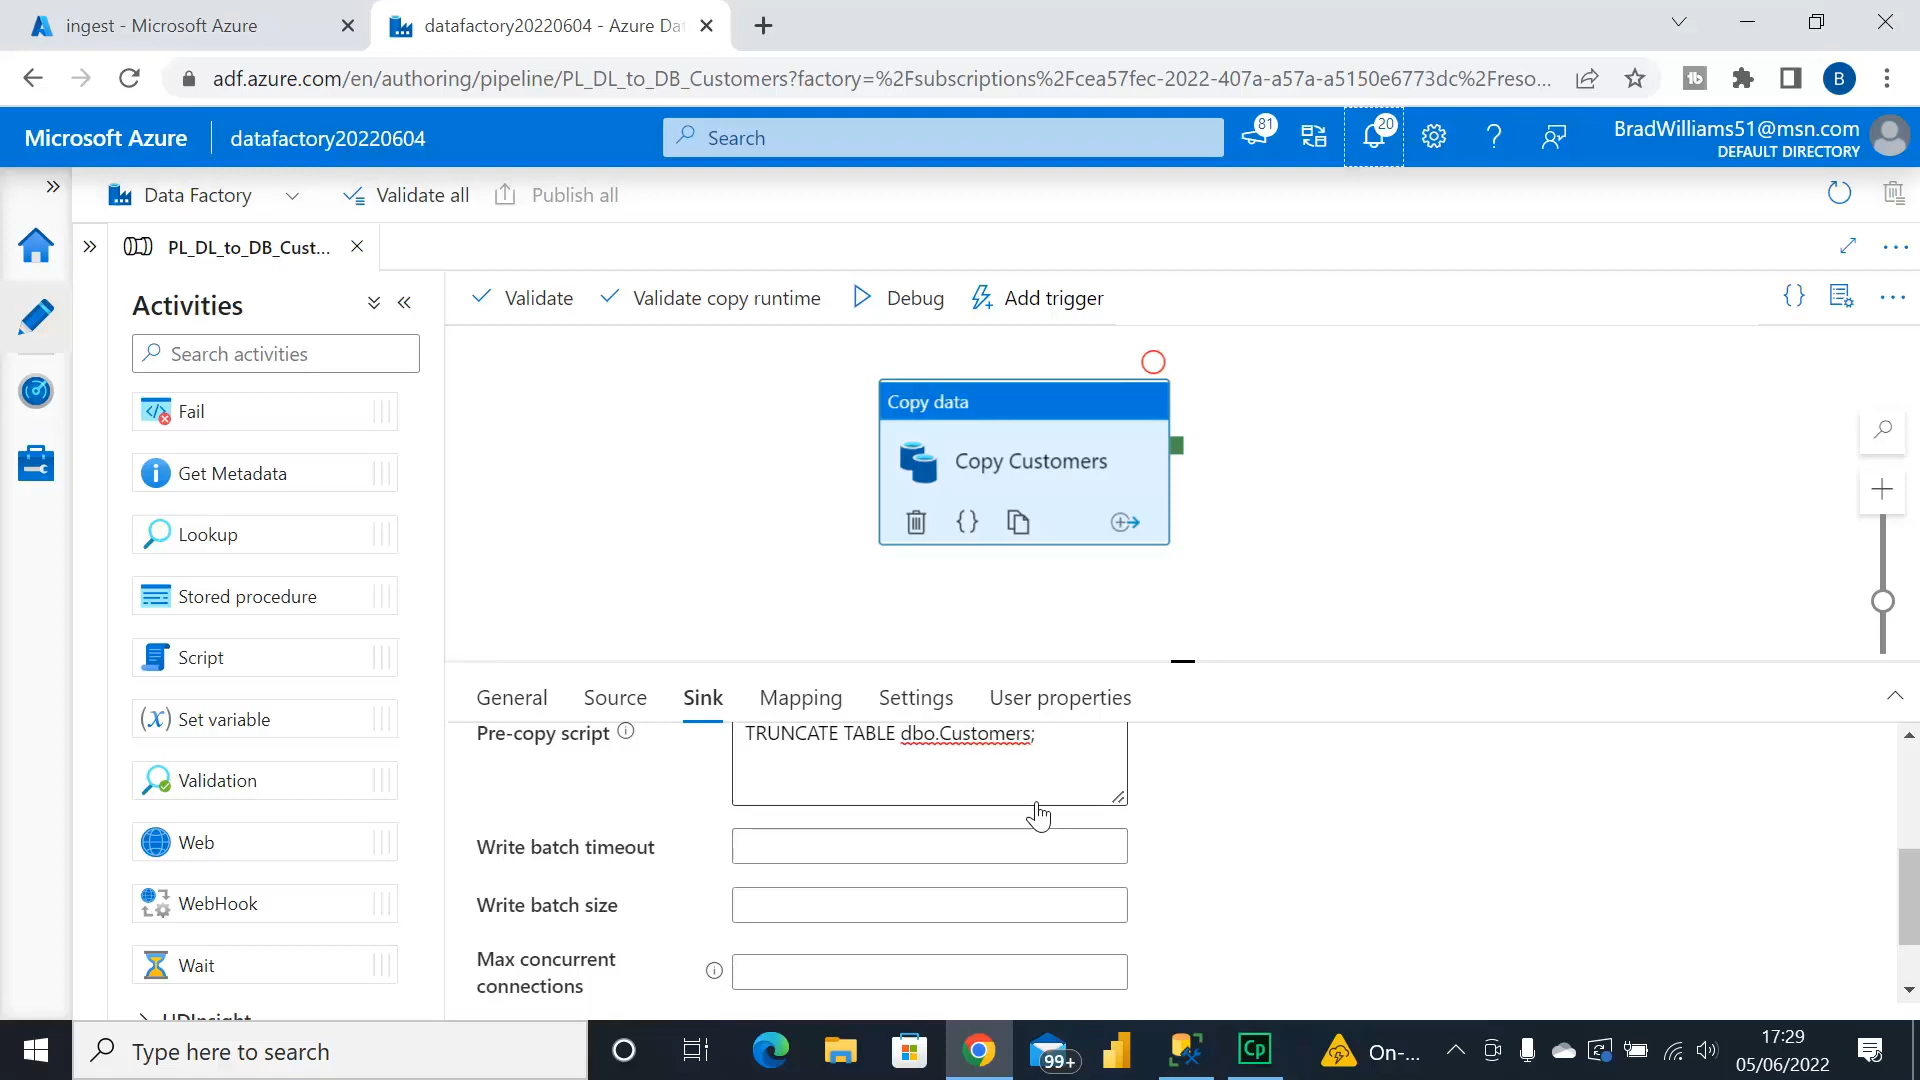 ingest - Microsoft Azure
datafactory20220604 - Azure Da
adf.azure.com/en/authoring/pipeline/PL_DL_to_DB_Customers?factory=%2Fsubscriptions%2Fcea57fec-2022-407a-a57a-a5150e6773dc%2Freso...
B
Microsoft Azure
datafactory20220604
Search
81
20
BradWilliams51@msn.com
DEFAULT DIRECTORY
Data Factory
Validate all
Publish all
PL_DL_to_DB_Cust...
Activities
Search activities
Fail
Get Metadata
Lookup
Stored procedure
Script
Set variable
Validation
Web
WebHook
Wait
Validate
Validate copy runtime
Debug
Add trigger
Copy data
Copy Customers
General
Source
Sink
Mapping
Settings
User properties
Pre-copy script
TRUNCATE TABLE dbo.Customers;
Write batch timeout
Write batch size
Max concurrent
connections
Type here to search
99+
Cp
On-...
17:29
05/06/2022